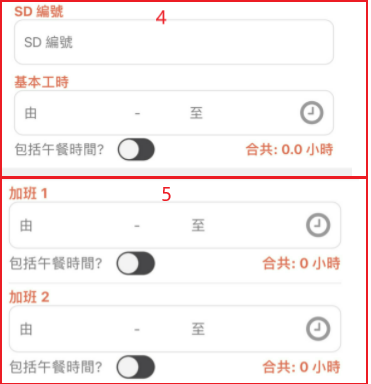 SD 編號
4
SD 編號
基本工時
由 - 至
包括午餐時間? 合共: 0.0 小時
5
加班 1
由 - 至
包括午餐時間? 合共: 0 小時
加班 2
由 - 至
包括午餐時間? 合共: 0 小時